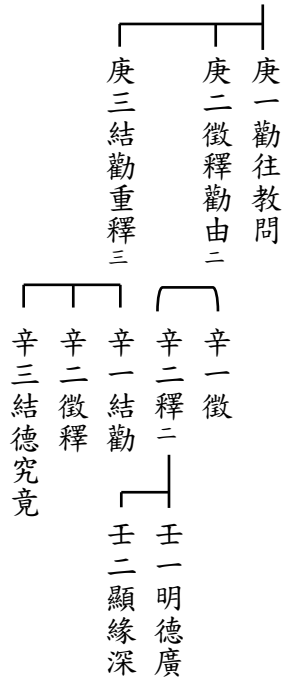 庚一勸往教問
庚二徵釋勸由二
庚三結勸重釋三
辛一徵
辛二釋二
辛一結勸
辛二徵釋
辛三結德究竟
壬一明德廣
壬二顯緣深